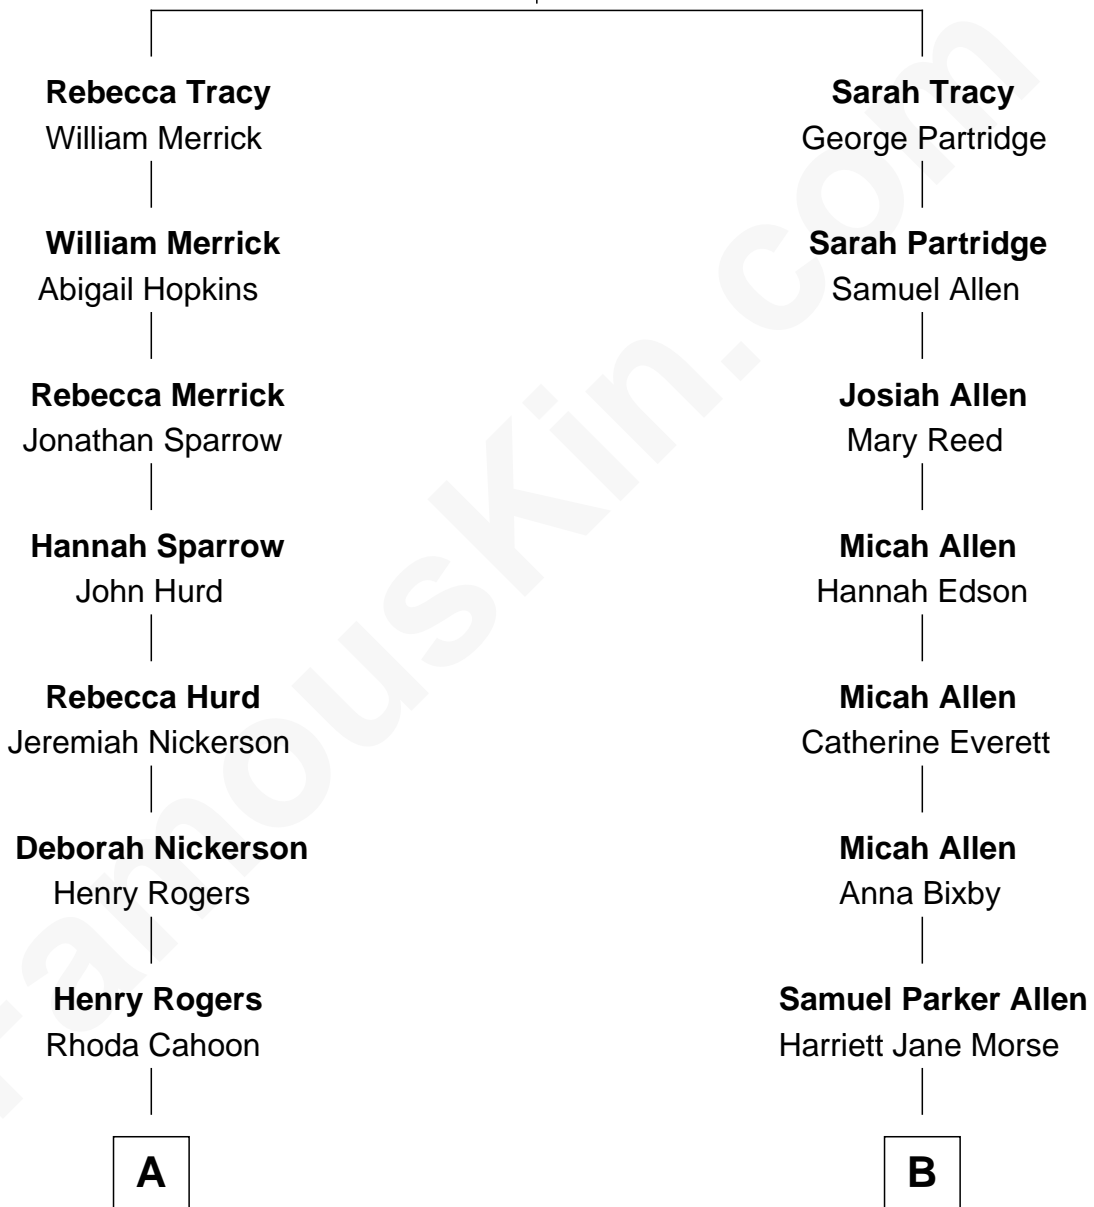 Rebecca Tracy
William Merrick
William Merrick
Abigail Hopkins
Rebecca Merrick
Jonathan Sparrow
Hannah Sparrow
John Hurd
Rebecca Hurd
Jeremiah Nickerson
Deborah Nickerson
Henry Rogers
Henry Rogers
Rhoda Cahoon
A
Sarah Tracy
George Partridge
Sarah Partridge
Samuel Allen
Josiah Allen
Mary Reed
Micah Allen
Hannah Edson
Micah Allen
Catherine Everett
Micah Allen
Anna Bixby
Samuel Parker Allen
Harriett Jane Morse
B
FamousKin.com